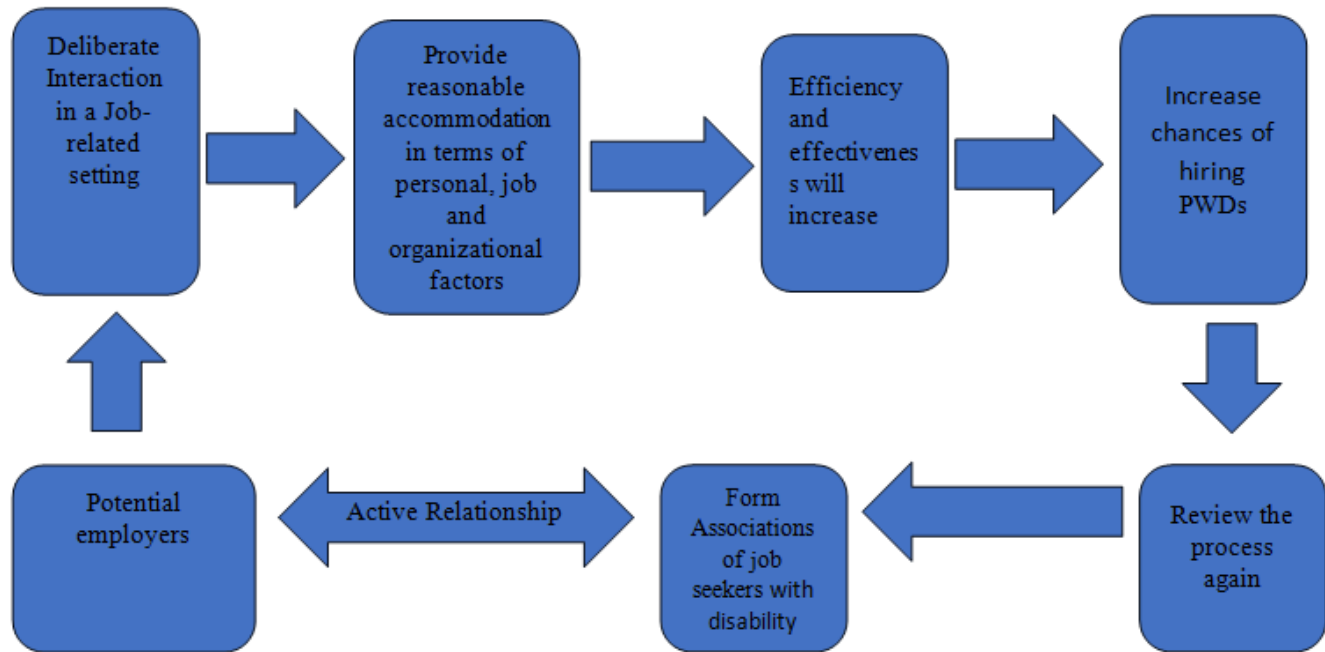 Deliberate
Interaction
in a Job-
related
setting
Provide
reasonable
accommodation
in terms of
personal, job
and
organizational
factors
Efficiency
and
effectivenes
s will
increase
Increase
chances of
hiring
PWDs
Potential
employers
Active Relationship
Form
Associations
of job
seekers with
disability
Review the
process
again